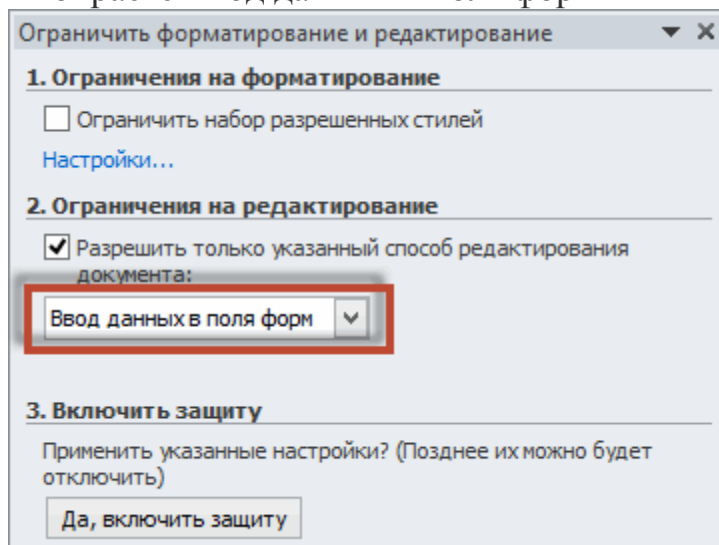 Ограничить форматирование и редактирование
1. Ограничения на форматирование
Ограничить набор разрешенных стилей
Настройки...
2. Ограничения на редактирование
Разрешить только указанный способ редактирования
документа:
Ввод данных в поля форм
3. Включить защиту
Применить указанные настройки? (Позднее их можно будет
отключить)
Да, включить защиту